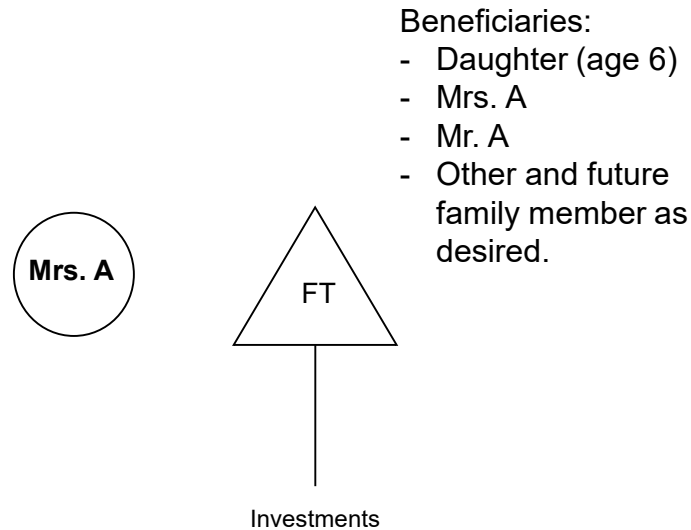 Beneficiaries:
- Daughter (age 6)
- Mrs. A
- Mr. A
- Other and future
family member as
desired.
Mrs. A
FT
Investments